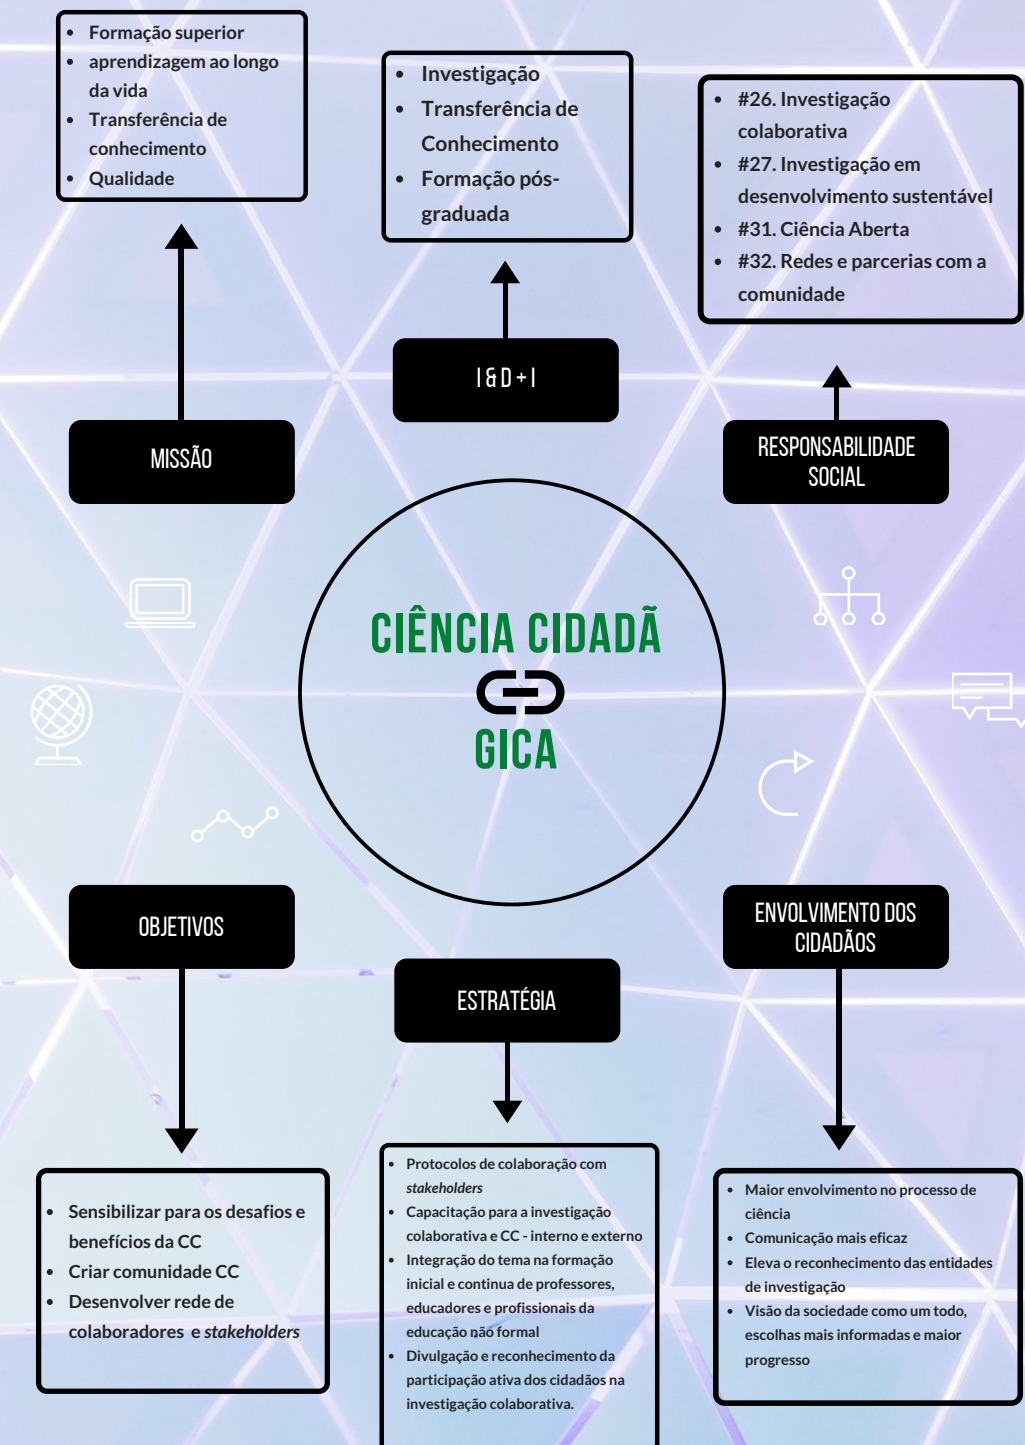 Formação superior
aprendizagem ao longo
da vida
Transferência de
conhecimento
Qualidade
MISSÃO
Investigação
Transferência de
Conhecimento
Formação pós-
graduada
I & D + I
#26. Investigação
colaborativa
#27. Investigação em
desenvolvimento sustentável
#31. Ciência Aberta
#32. Redes e parcerias com a
comunidade
RESPONSABILIDADE
SOCIAL
CIÊNCIA CIDADÃ
GICA
OBJETIVOS
Sensibilizar para os desafios e
benefícios da CC
Criar comunidade CC
Desenvolver rede de
colaboradores e stakeholders
ESTRATÉGIA
Protocolos de colaboração com
stakeholders
Capacitação para a investigação
colaborativa e CC - interno e externo
Integração do tema na formação
inicial e continua de professores,
educadores e profissionais da
educação não formal
Divulgação e reconhecimento da
participação ativa dos cidadãos na
investigação colaborativa.
ENVOLVIMENTO DOS
CIDADÃOS
Maior envolvimento no processo de
ciência
Comunicação mais eficaz
Eleva o reconhecimento das entidades
de investigação
Visão da sociedade como um todo,
escolhas mais informadas e maior
progresso